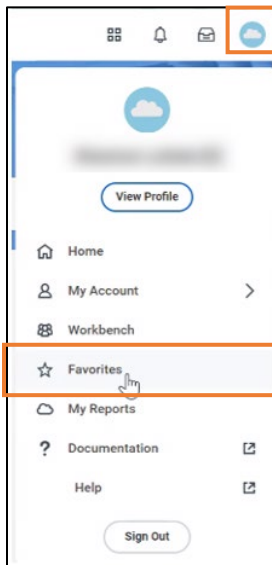 View Profile
Home
My Account
Workbench
Favorites
My Reports
Documentation
Help
Sign Out